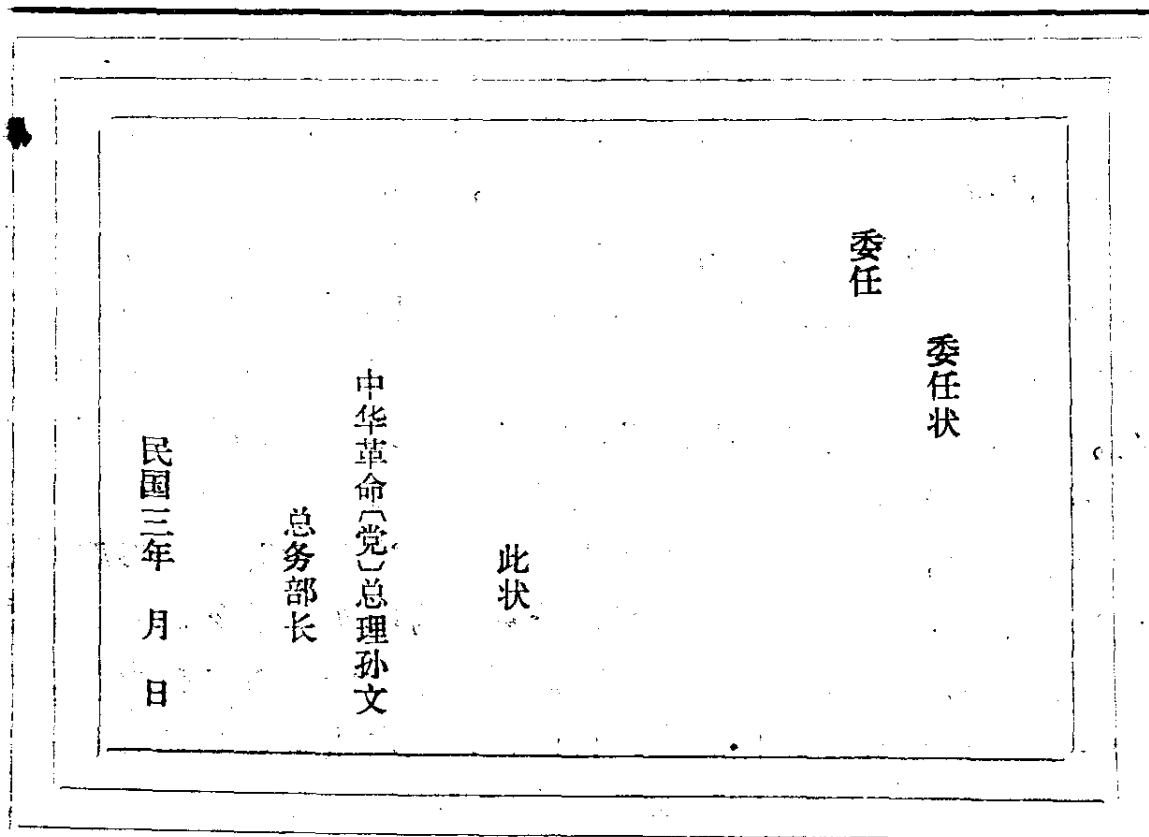 委任状
委任
此状
中华革命〔党〕总理孙文
总务部长
民国三年 月 日